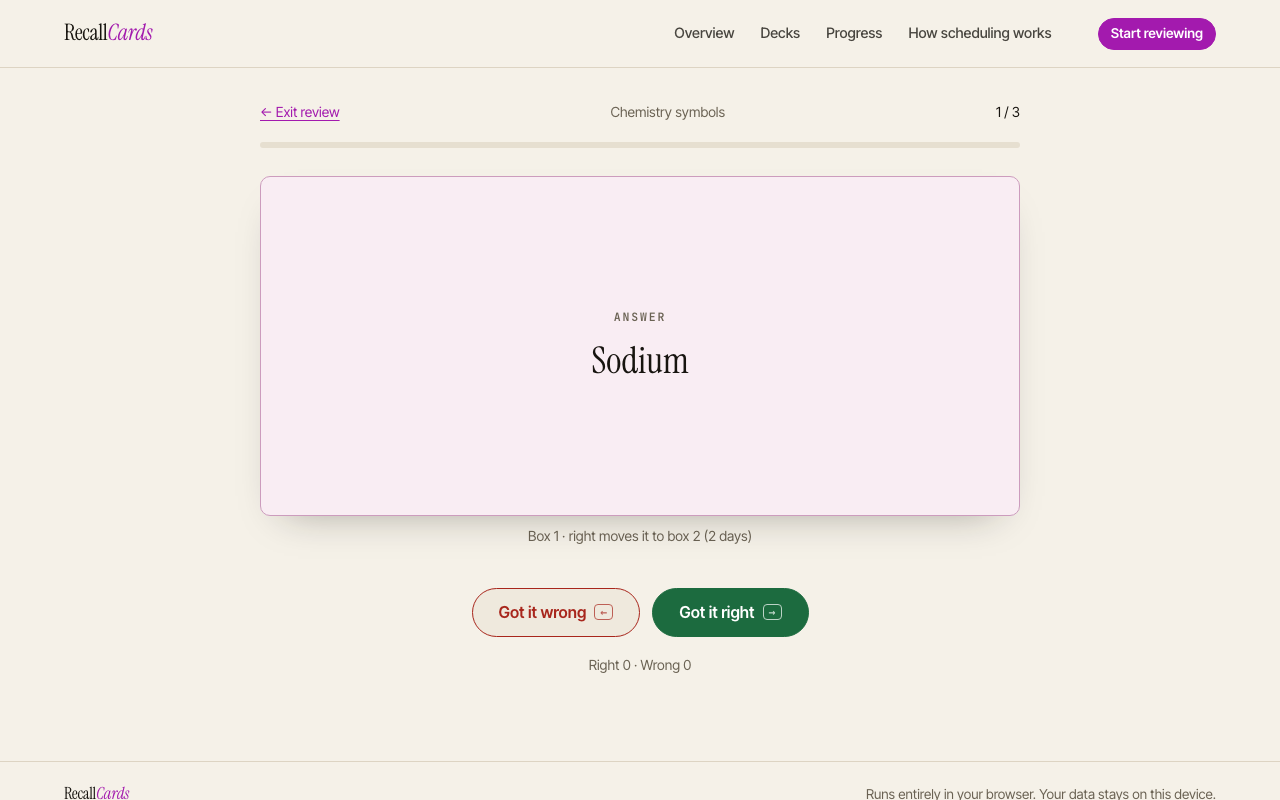 RecallCards
Overview Decks Progress How scheduling works Start reviewing
← Exit review Chemistry symbols 1 / 3
ANSWER
Sodium
Box 1 · right moves it to box 2 (2 days)
Got it wrong ← Got it right →
Right 0 · Wrong 0
RecallCards Runs entirely in your browser. Your data stays on this device.